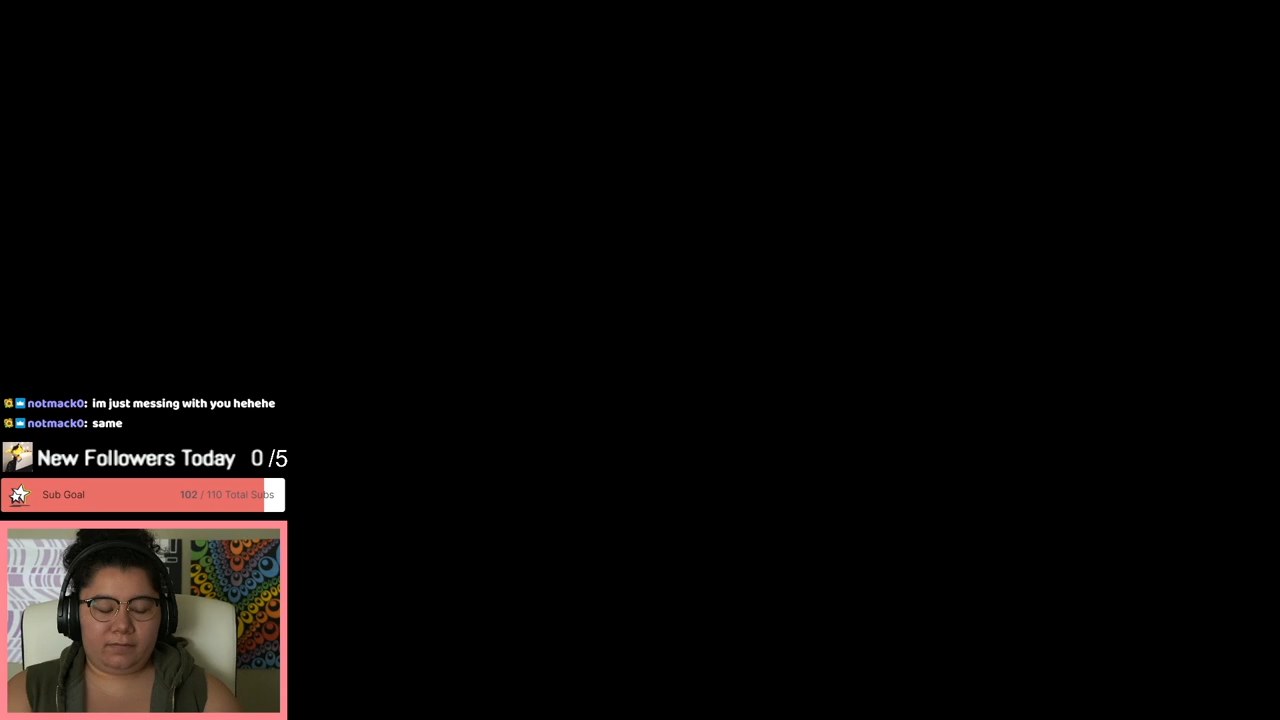 notmack0: im just messing with you hehehe
notmack0: same
New Followers Today 0 /5
Sub Goal 102 / 110 Total Subs